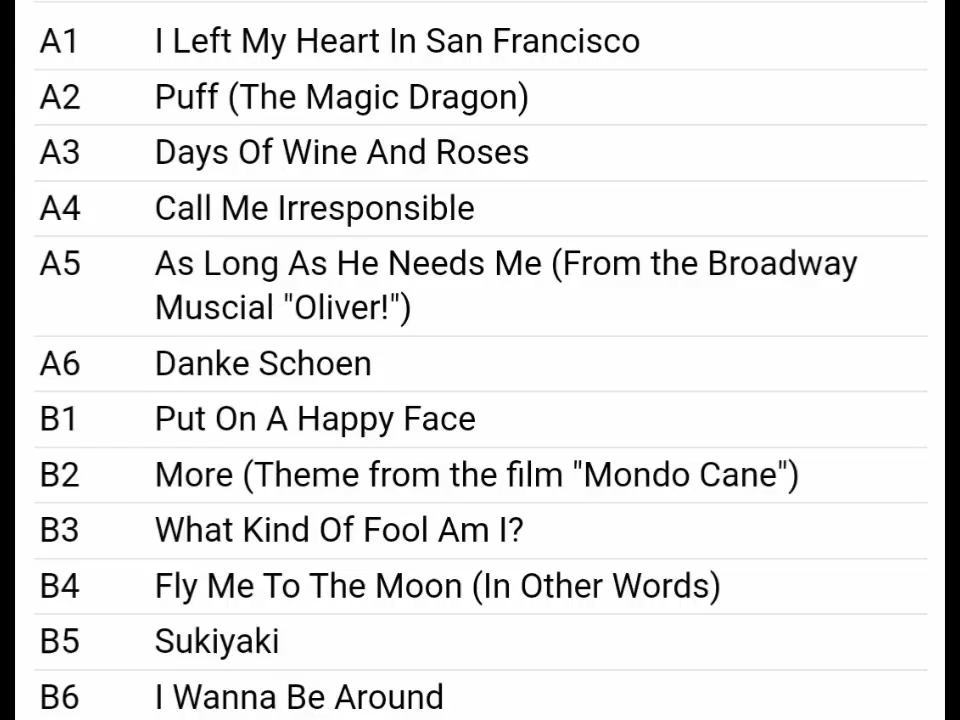 A1 I Left My Heart In San Francisco
A2 Puff (The Magic Dragon)
A3 Days Of Wine And Roses
A4 Call Me Irresponsible
A5 As Long As He Needs Me (From the Broadway
Muscial "Oliver!")
A6 Danke Schoen
B1 Put On A Happy Face
B2 More (Theme from the film "Mondo Cane")
B3 What Kind Of Fool Am I?
B4 Fly Me To The Moon (In Other Words)
B5 Sukiyaki
B6 I Wanna Be Around